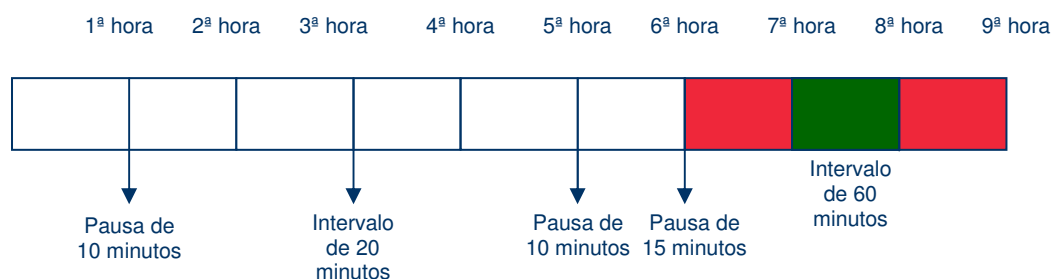 1ª hora 2ª hora 3ª hora 4ª hora 5ª hora 6ª hora 7ª hora 8ª hora 9ª hora
Pausa de
10 minutos
Intervalo
de 20
minutos
Pausa de
10 minutos
Pausa de
15 minutos
Intervalo
de 60
minutos